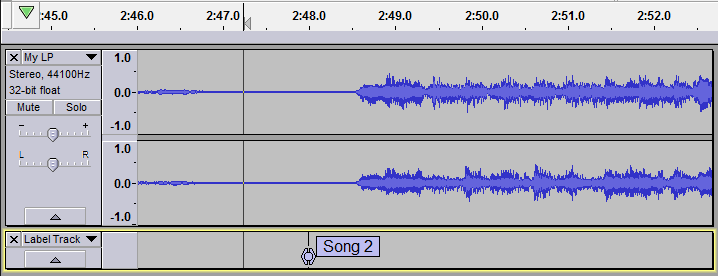 2:45.0 2:46.0 2:47.0 2:48.0 2:49.0 2:50.0 2:51.0 2:52.0
My LP
Stereo, 44100Hz
32-bit float
Mute Solo
- +
L R
1.0
0.0
-1.0
1.0
0.0
-1.0
Label Track
Song 2